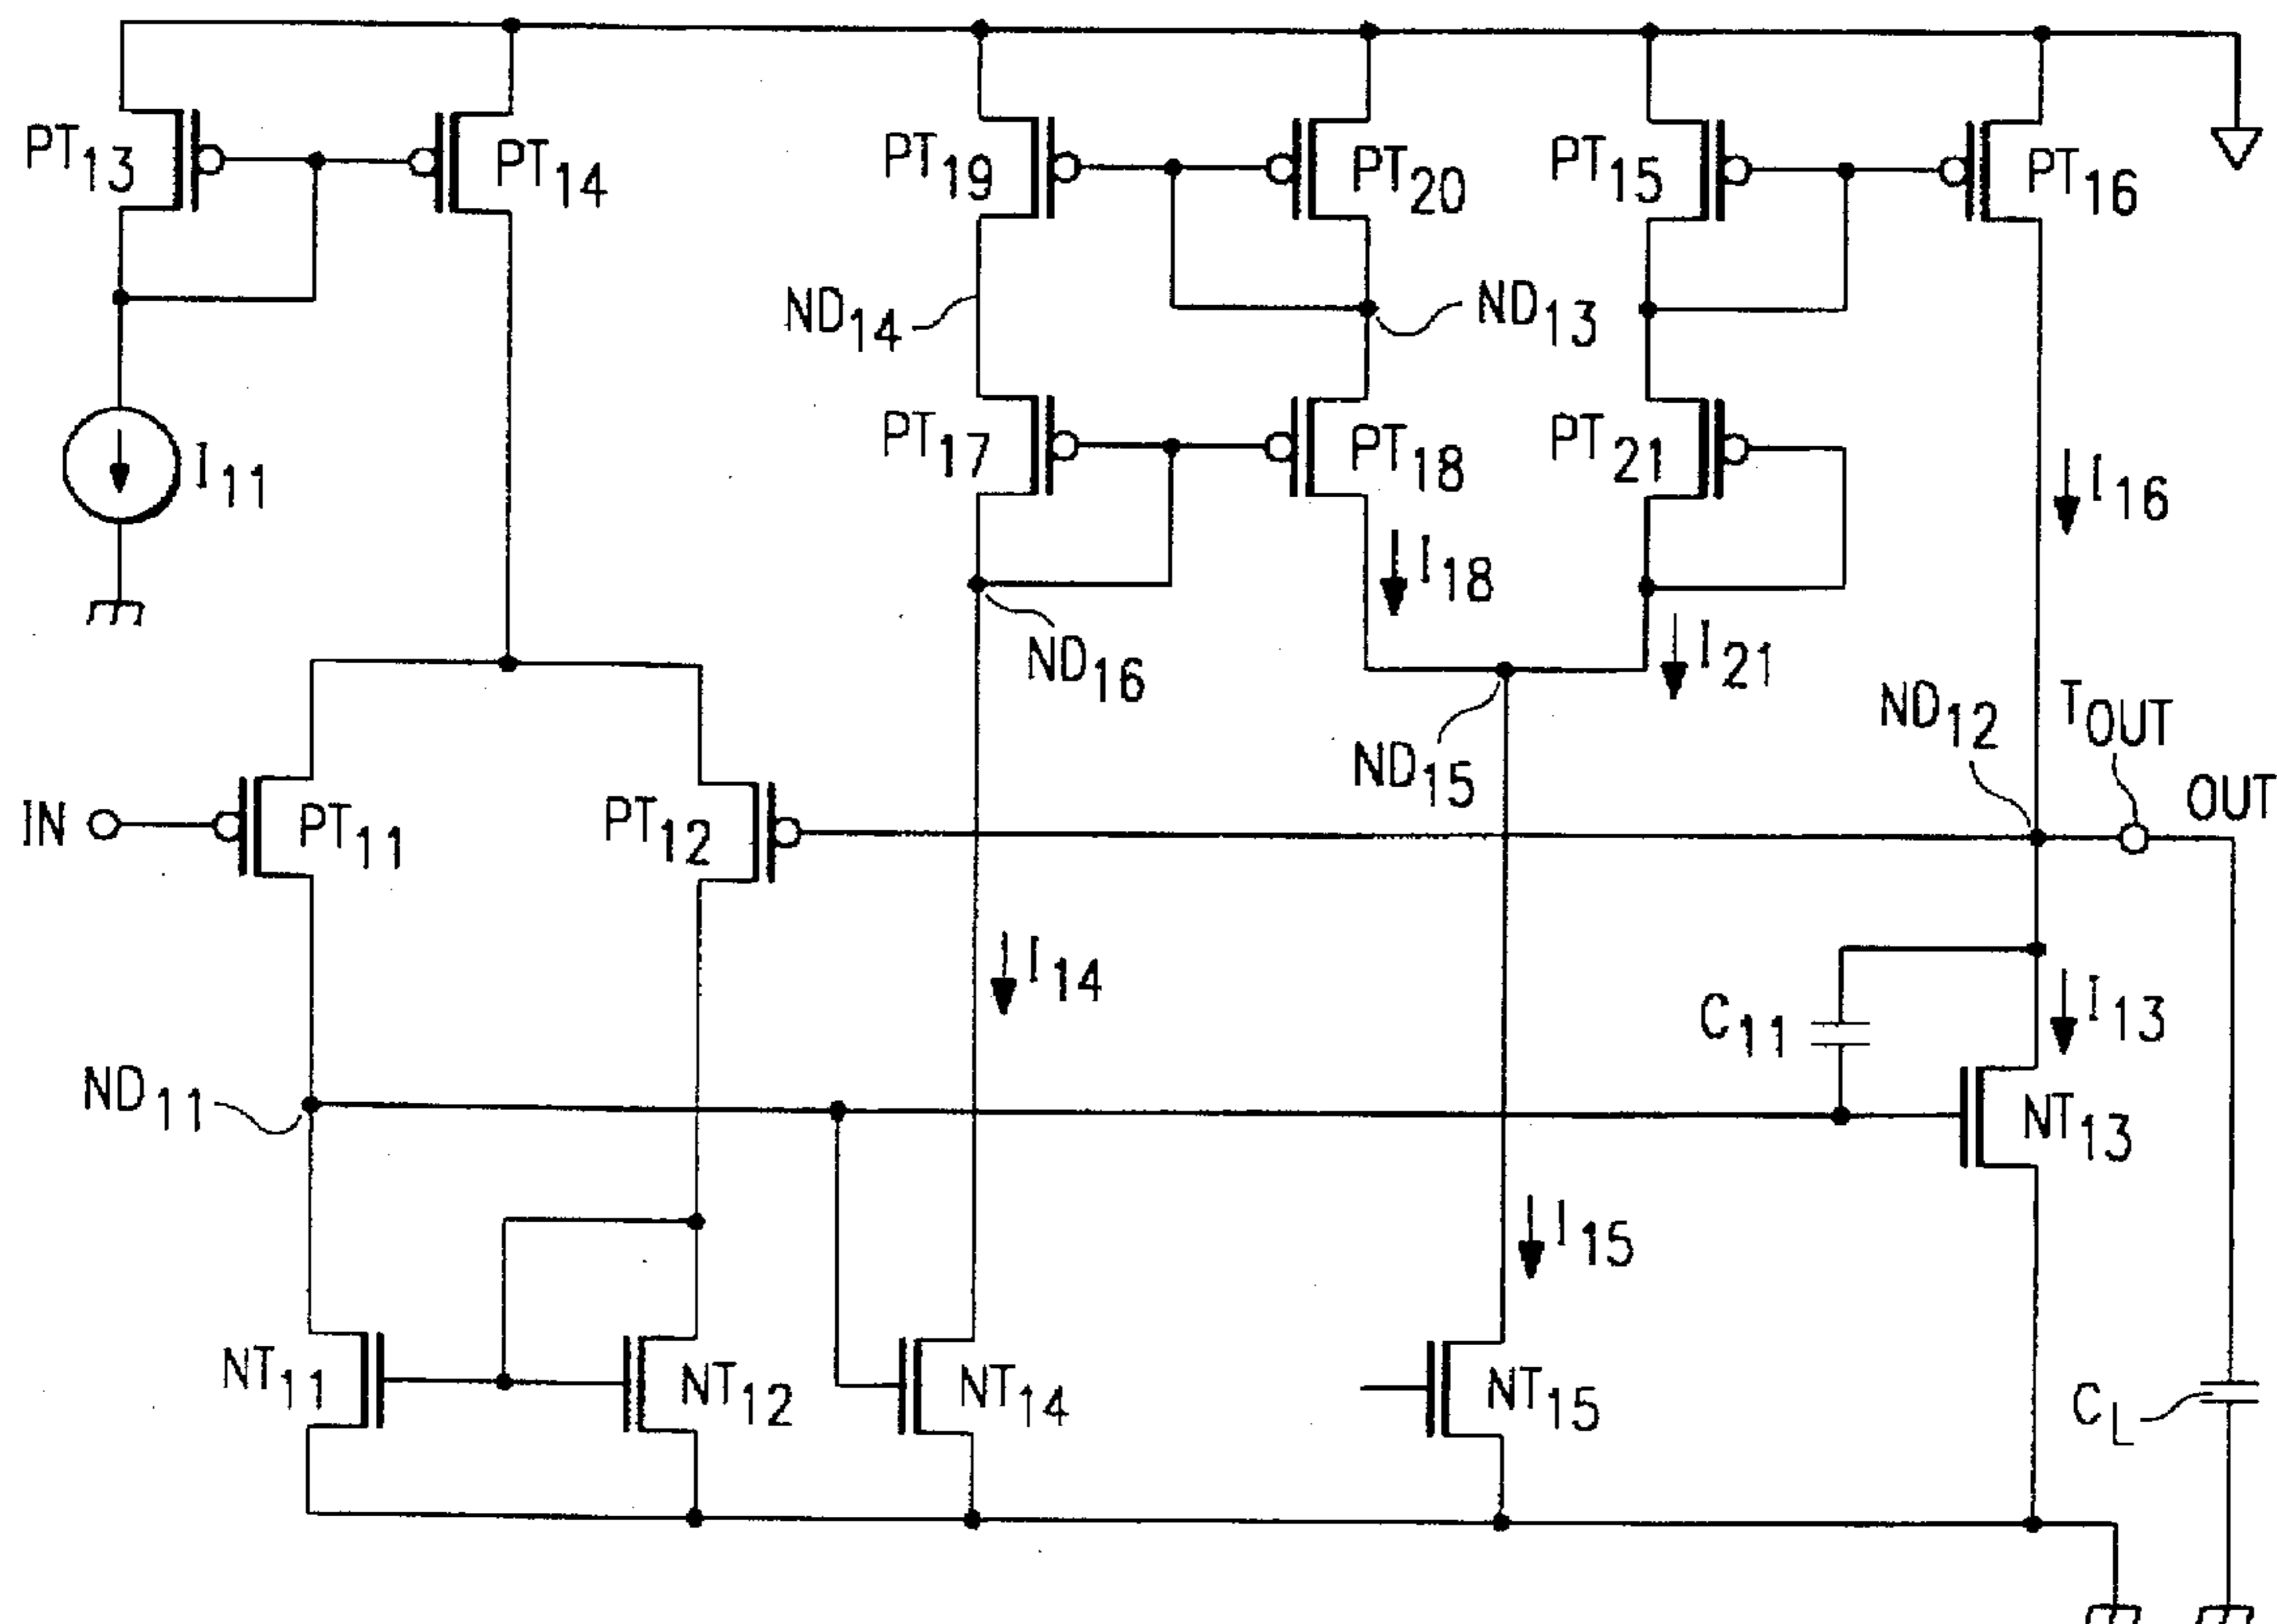 PT13
PT14
PT19
PT20
PT15
PT16
ND14
ND13
PT17
PT18
PT21
I11
I16
I18
ND16
I21
ND15
ND12
TOUT
OUT
IN
PT11
PT12
I14
C11
I13
ND11
NT13
I15
NT11
NT12
NT14
NT15
CL